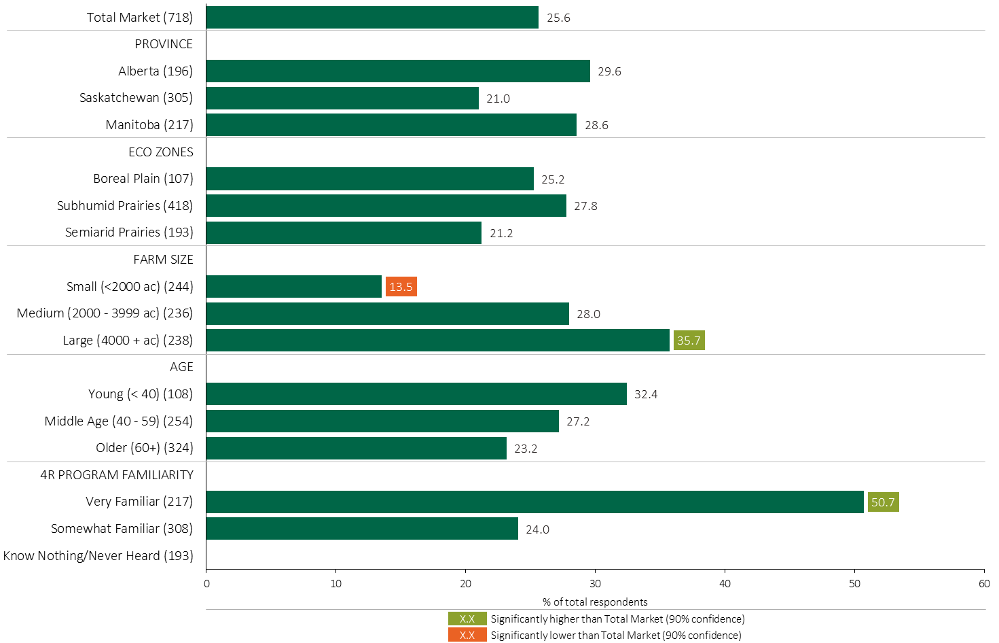 Total Market (718) 25.6
PROVINCE
Alberta (196) 29.6
Saskatchewan (305) 21.0
Manitoba (217) 28.6
ECO ZONES
Boreal Plain (107) 25.2
Subhumid Prairies (418) 27.8
Semiarid Prairies (193) 21.2
FARM SIZE
Small (<2000 ac) (244) 13.5
Medium (2000 - 3999 ac) (236) 28.0
Large (4000 + ac) (238) 35.7
AGE
Young (< 40) (108) 32.4
Middle Age (40 - 59) (254) 27.2
Older (60+) (324) 23.2
4R PROGRAM FAMILIARITY
Very Familiar (217) 50.7
Somewhat Familiar (308) 24.0
Know Nothing/Never Heard (193)
0 10 20 30 40 50 60
% of total respondents
X.X Significantly higher than Total Market (90% confidence)
X.X Significantly lower than Total Market (90% confidence)